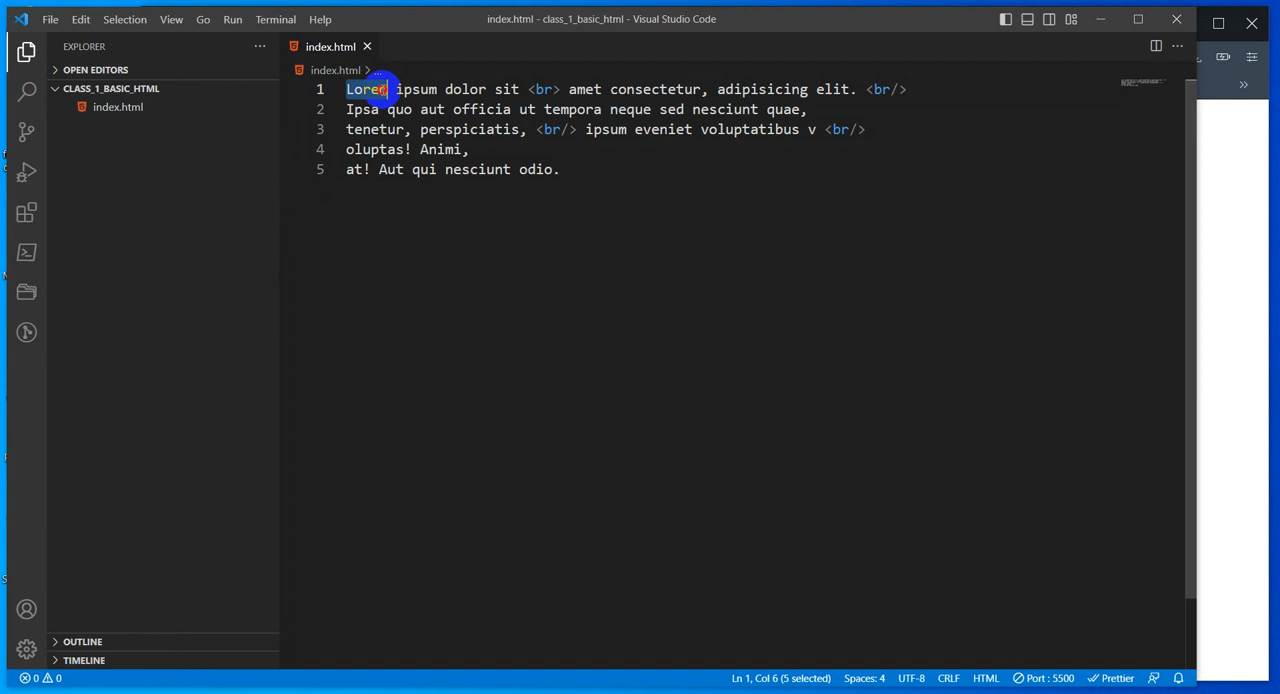 File Edit Selection View Go Run Terminal Help
index.html - class_1_basic_html - Visual Studio Code
EXPLORER
index.html
OPEN EDITORS
index.html > ...
CLASS_1_BASIC_HTML
index.html
1 Lorem ipsum dolor sit <br> amet consectetur, adipisicing elit. <br/>
2 Ipsa quo aut officia ut tempora neque sed nesciunt quae,
3 tenetur, perspiciatis, <br/> ipsum eveniet voluptatibus v <br/>
4 oluptas! Animi,
5 at! Aut qui nesciunt odio.
OUTLINE
TIMELINE
0 0
Ln 1, Col 6 (5 selected) Spaces: 4 UTF-8 CRLF HTML Port : 5500 Prettier